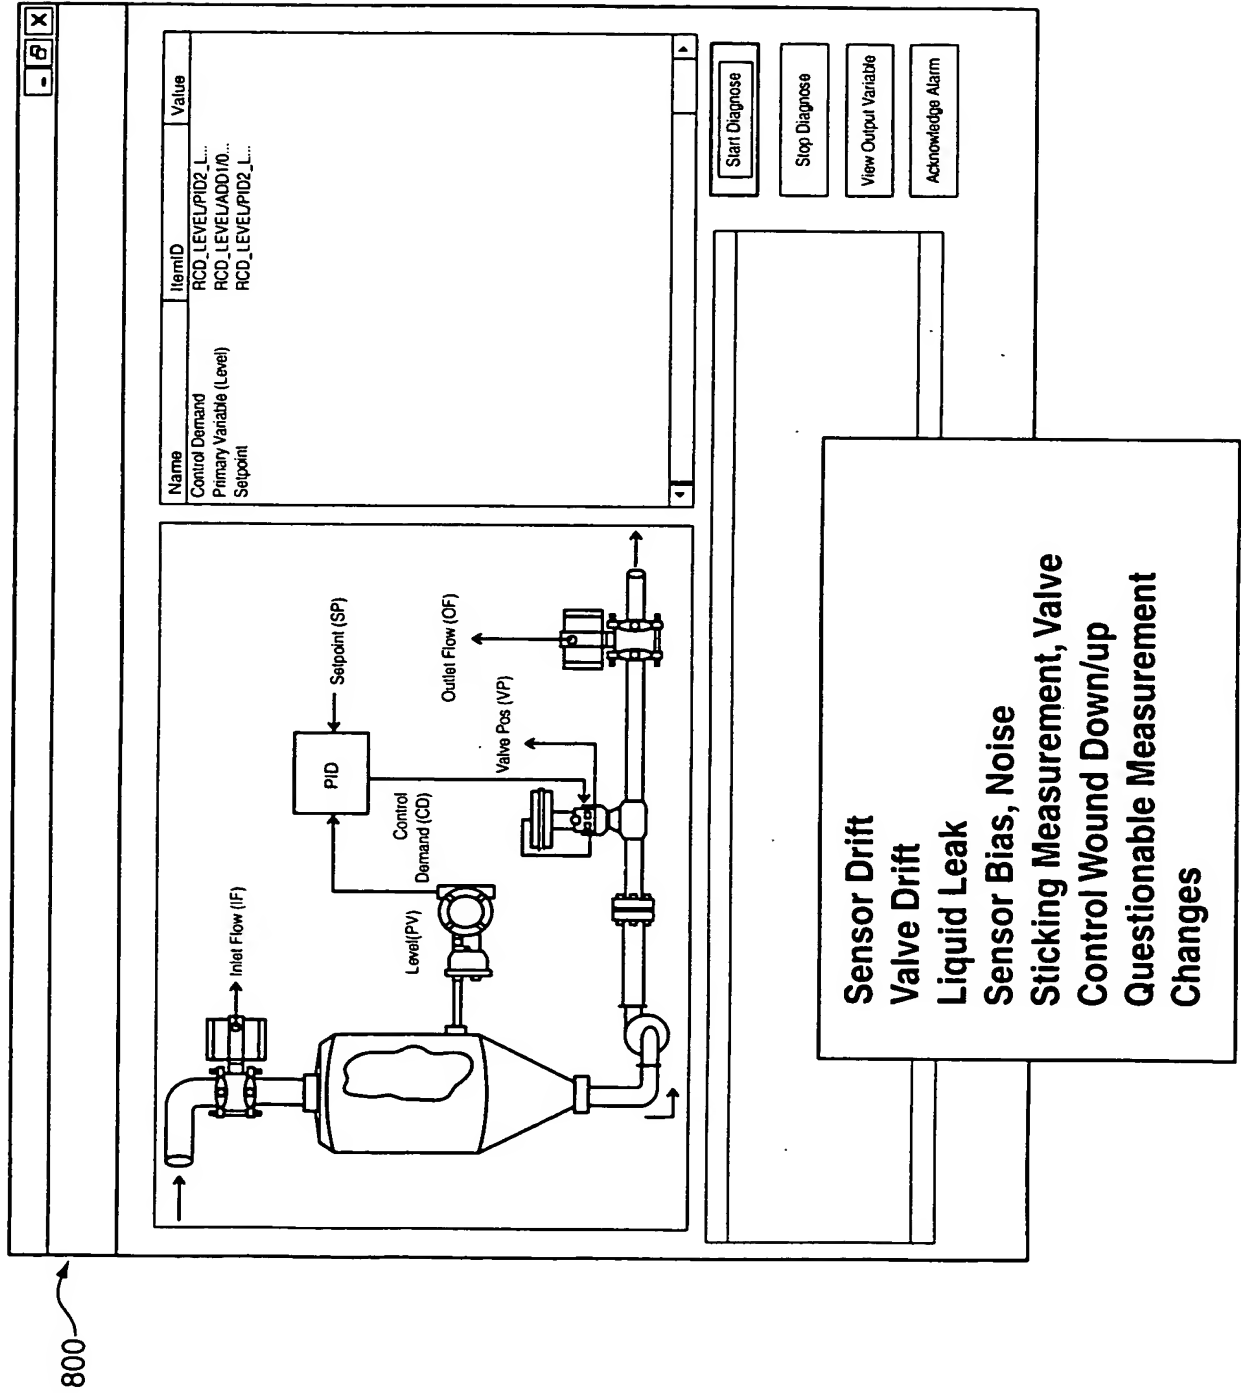 800
Name ItemID Value
Control Demand RCD_LEVEL/PID2_L...
Primary Variable (Level) RCD_LEVEL/ADD1/0...
Setpoint RCD_LEVEL/PID2_L...
Inlet Flow (IF)
Level(PV)
Control
Demand (CD)
PID
Setpoint (SP)
Valve Pos (VP)
Outlet Flow (OF)
Start Diagnose
Stop Diagnose
View Output Variable
Acknowledge Alarm
Sensor Drift
Valve Drift
Liquid Leak
Sensor Bias, Noise
Sticking Measurement, Valve
Control Wound Down/up
Questionable Measurement
Changes